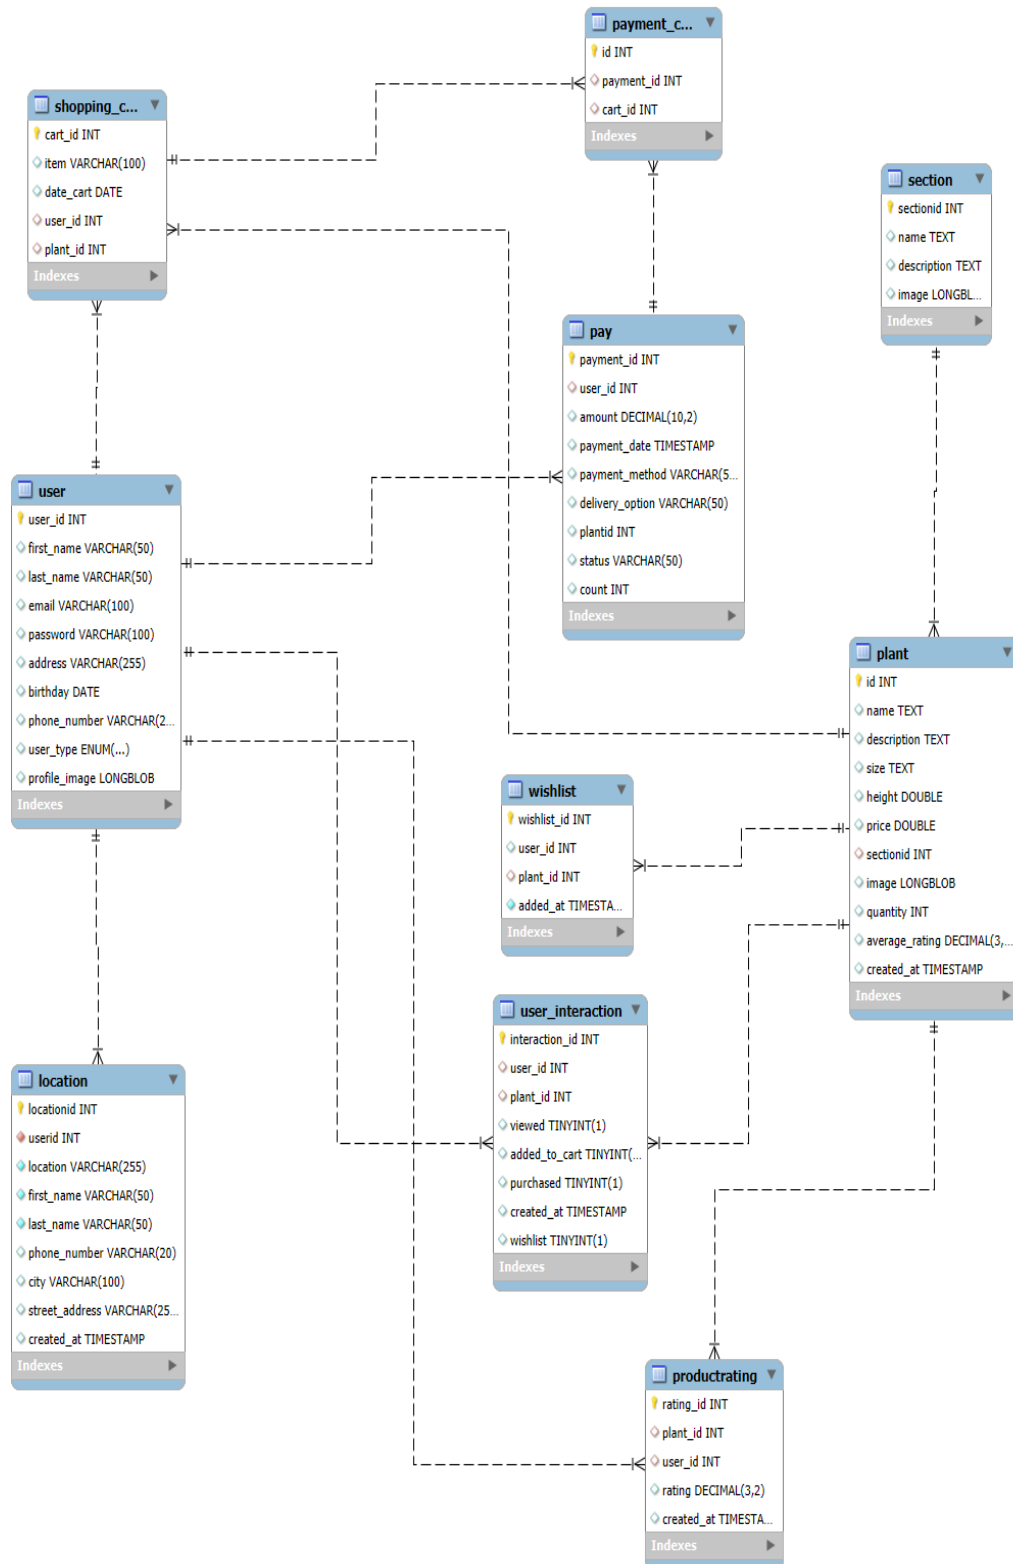 payment_c...
id INT
payment_id INT
cart_id INT
Indexes
shopping_c...
cart_id INT
item VARCHAR(100)
date_cart DATE
user_id INT
plant_id INT
Indexes
section
sectionid INT
name TEXT
description TEXT
image LONGBL...
Indexes
pay
payment_id INT
user_id INT
amount DECIMAL(10,2)
payment_date TIMESTAMP
payment_method VARCHAR(5...
delivery_option VARCHAR(50)
plantid INT
status VARCHAR(50)
count INT
Indexes
user
user_id INT
first_name VARCHAR(50)
last_name VARCHAR(50)
email VARCHAR(100)
password VARCHAR(100)
address VARCHAR(255)
birthday DATE
phone_number VARCHAR(2...
user_type ENUM(...)
profile_image LONGBLOB
Indexes
plant
id INT
name TEXT
description TEXT
size TEXT
height DOUBLE
price DOUBLE
sectionid INT
image LONGBLOB
quantity INT
average_rating DECIMAL(3,...
created_at TIMESTAMP
Indexes
wishlist
wishlist_id INT
user_id INT
plant_id INT
added_at TIMESTA...
Indexes
user_interaction
interaction_id INT
user_id INT
plant_id INT
viewed TINYINT(1)
added_to_cart TINYINT(...
purchased TINYINT(1)
created_at TIMESTAMP
wishlist TINYINT(1)
Indexes
location
locationid INT
userid INT
location VARCHAR(255)
first_name VARCHAR(50)
last_name VARCHAR(50)
phone_number VARCHAR(20)
city VARCHAR(100)
street_address VARCHAR(25...
created_at TIMESTAMP
Indexes
productrating
rating_id INT
plant_id INT
user_id INT
rating DECIMAL(3,2)
created_at TIMESTA...
Indexes